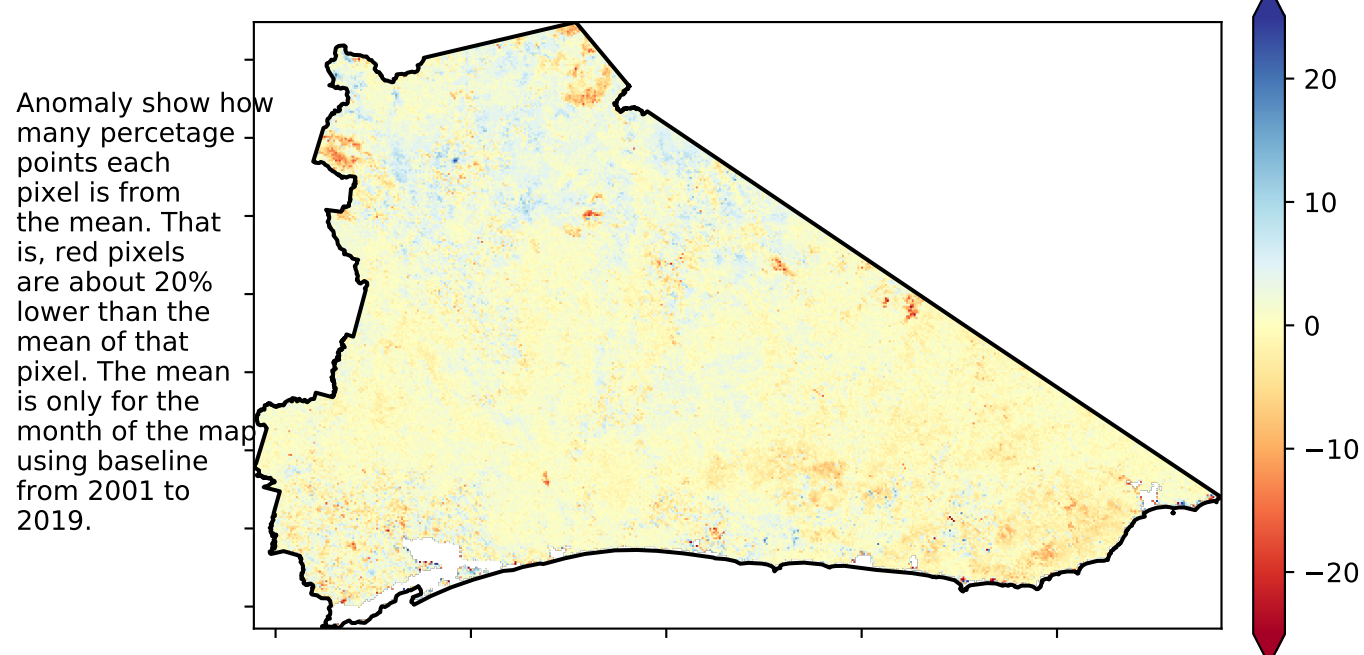 Anomaly show how
many percetage
points each
pixel is from
the mean. That
is, red pixels
are about 20%
lower than the
mean of that
pixel. The mean
is only for the
month of the map
using baseline
from 2001 to
2019.
20
10
0
−10
−20